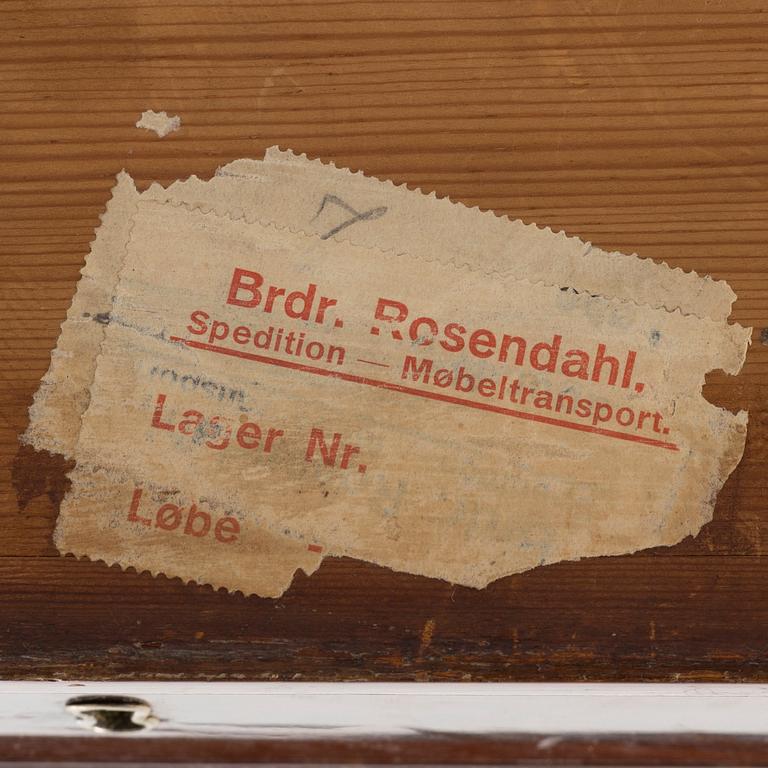 Brdr. Rosendahl.
Spedition — Møbeltransport.
Lager Nr.
Løbe